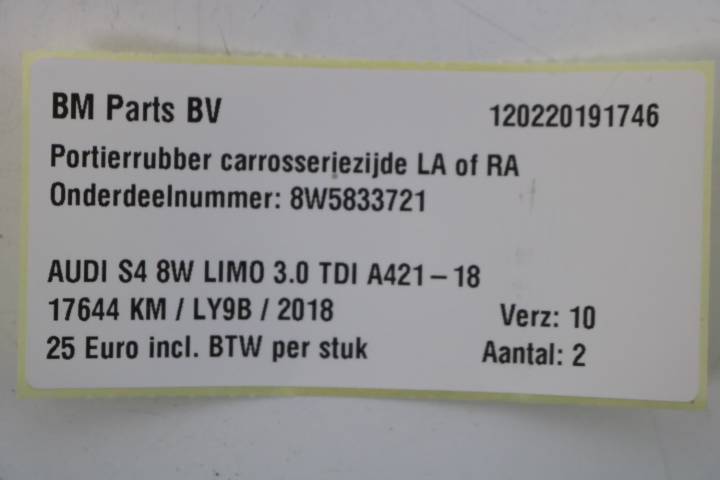 BM Parts BV 120220191746
Portierrubber carrosseriezijde LA of RA
Onderdeelnummer: 8W5833721
AUDI S4 8W LIMO 3.0 TDI A421-18
17644 KM / LY9B / 2018 Verz: 10
25 Euro incl. BTW per stuk Aantal: 2